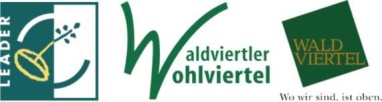 LEADER
Waldviertler
Wohlviertel
WALD
VIERTEL
Wo wir sind, ist oben.